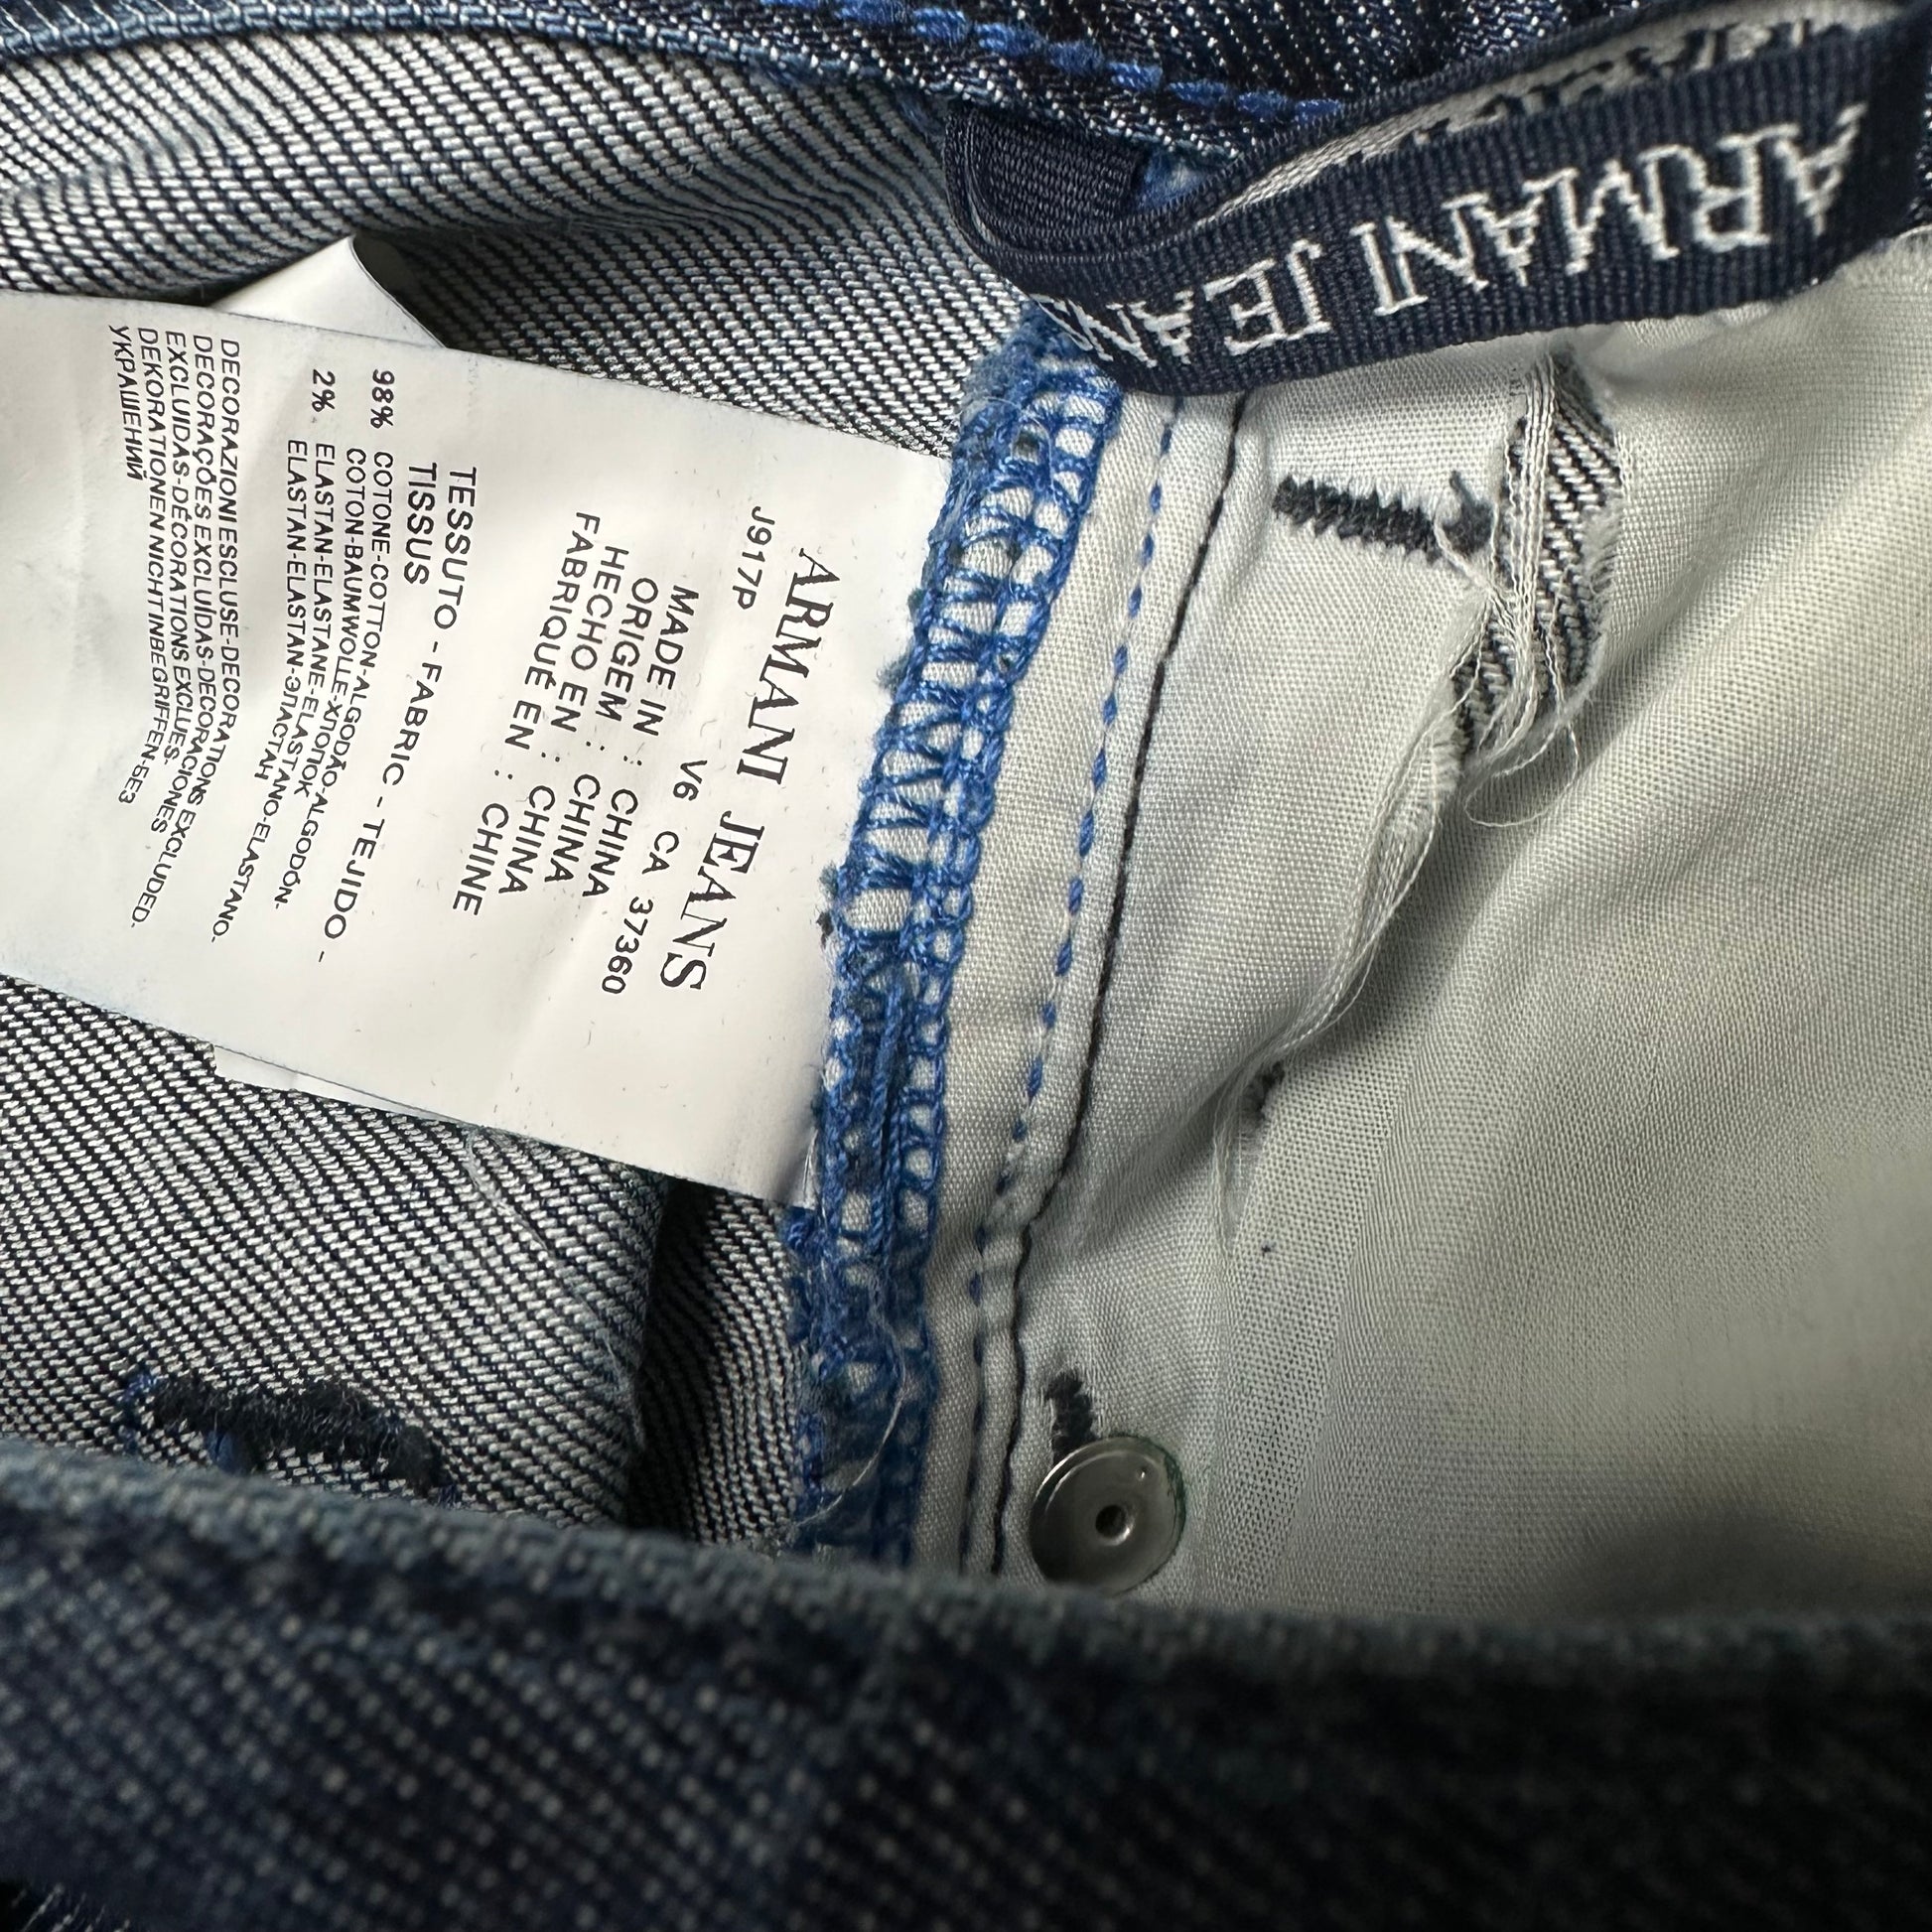 ARMANI JEANS
ARMANI JEANS
J917P V6 CA 37360
MADE IN : CHINA
ORIGEM : CHINA
HECHO EN : CHINA
FABRIQUÉ EN : CHINE
TESSUTO - FABRIC - TEJIDO -
TISSUS
98% COTONE-COTTON-ALGODÃO-ALGODÓN-
COTON-BAUMWOLLE-ХЛОПОК
2% ELASTAN-ELASTANE-ELASTANO-ELASTANO-
ELASTAN-ELASTAN-ЭЛАСТАН
DECORAZIONI ESCLUSE-DECORATIONS EXCLUDED-
DECORAÇÕES EXCLUÍDAS-DECORACIONES
EXCLUIDAS-DÉCORATIONS EXCLUES-
DEKORATIONEN NICHT INBEGRIFFEN-БЕЗ
УКРАШЕНИЙ